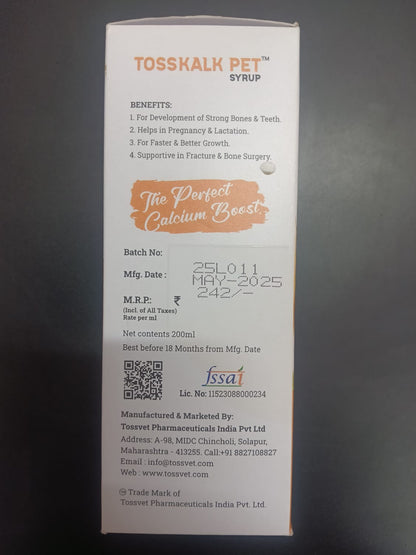 TOSSKALK PET™
SYRUP
BENEFITS:
1. For Development of Strong Bones & Teeth.
2. Helps in Pregnancy & Lactation.
3. For Faster & Better Growth.
4. Supportive in Fracture & Bone Surgery.
The Perfect
Calcium Boost.
Batch No: 25L011
Mfg. Date : MAY-2025
M.R.P.: ₹ 242/-
(Incl. of All Taxes)
Rate per ml
Net contents 200ml
Best before 18 Months from Mfg. Date
fssai
Lic. No: 11523088000234
Manufactured & Marketed By:
Tossvet Pharmaceuticals India Pvt Ltd
Address: A-98, MIDC Chincholi, Solapur,
Maharashtra - 413255. Call:+91 8827108827
Email : info@tossvet.com
Web : www.tossvet.com
Trade Mark of
Tossvet Pharmaceuticals India Pvt. Ltd.